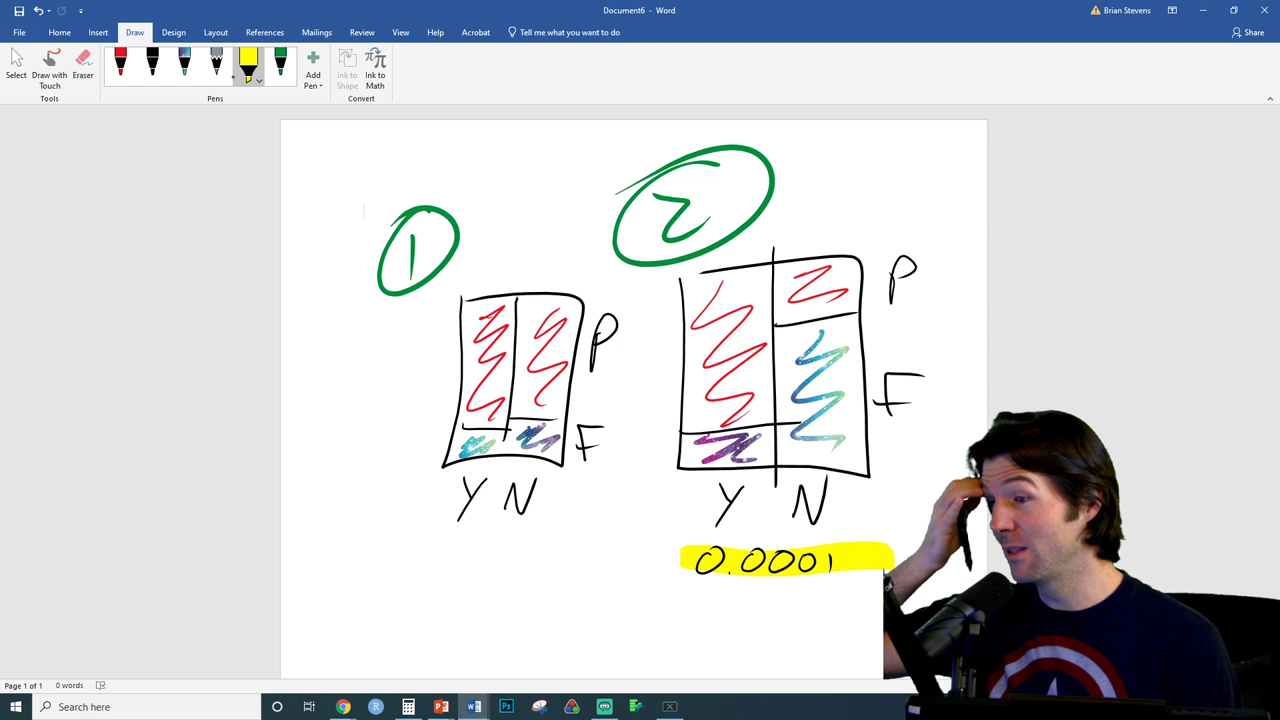 Document6 - Word
Brian Stevens
File Home Insert Draw Design Layout References Mailings Review View Help Acrobat Tell me what you want to do Share
Select Draw with Touch Eraser Add Pen Ink to Shape Ink to Math
Tools Pens Convert
1
2
P
F
Y N
P
F
Y N
0.0001
Page 1 of 1 0 words
Search here